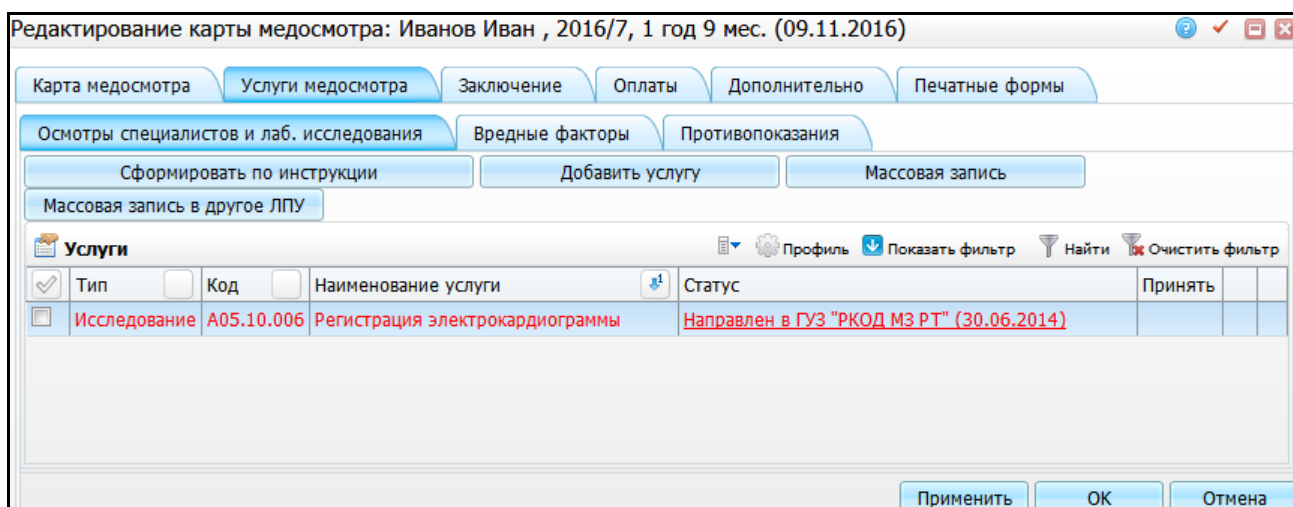 Редактирование карты медосмотра: Иванов Иван , 2016/7, 1 год 9 мес. (09.11.2016)
Карта медосмотра Услуги медосмотра Заключение Оплаты Дополнительно Печатные формы
Осмотры специалистов и лаб. исследования Вредные факторы Противопоказания
Сформировать по инструкции Добавить услугу Массовая запись
Массовая запись в другое ЛПУ
Услуги Профиль Показать фильтр Найти Очистить фильтр
Тип Код Наименование услуги 1 Статус Принять
Исследование A05.10.006 Регистрация электрокардиограммы Направлен в ГУЗ "РКОД МЗ РТ" (30.06.2014)
Применить ОК Отмена